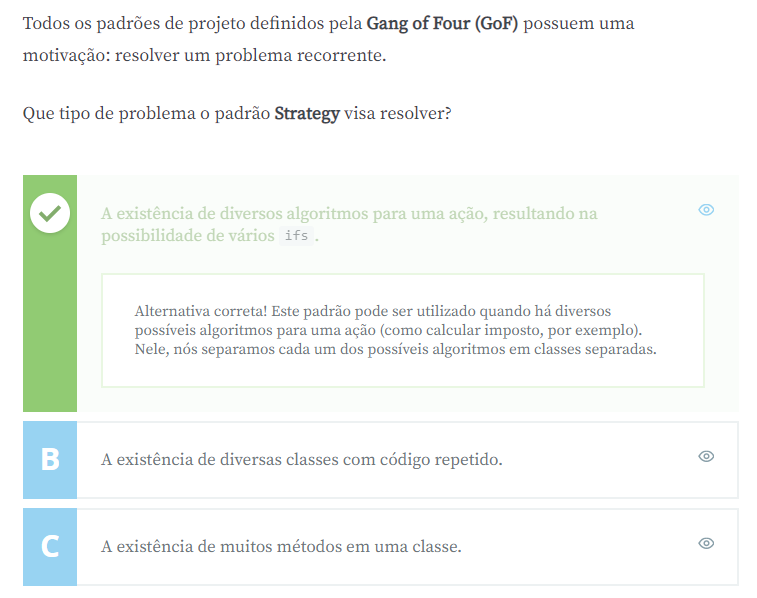 Todos os padrões de projeto definidos pela Gang of Four (GoF) possuem uma
motivação: resolver um problema recorrente.
Que tipo de problema o padrão Strategy visa resolver?
A existência de diversos algoritmos para uma ação, resultando na
possibilidade de vários ifs.
Alternativa correta! Este padrão pode ser utilizado quando há diversos
possíveis algoritmos para uma ação (como calcular imposto, por exemplo).
Nele, nós separamos cada um dos possíveis algoritmos em classes separadas.
B A existência de diversas classes com código repetido.
C A existência de muitos métodos em uma classe.